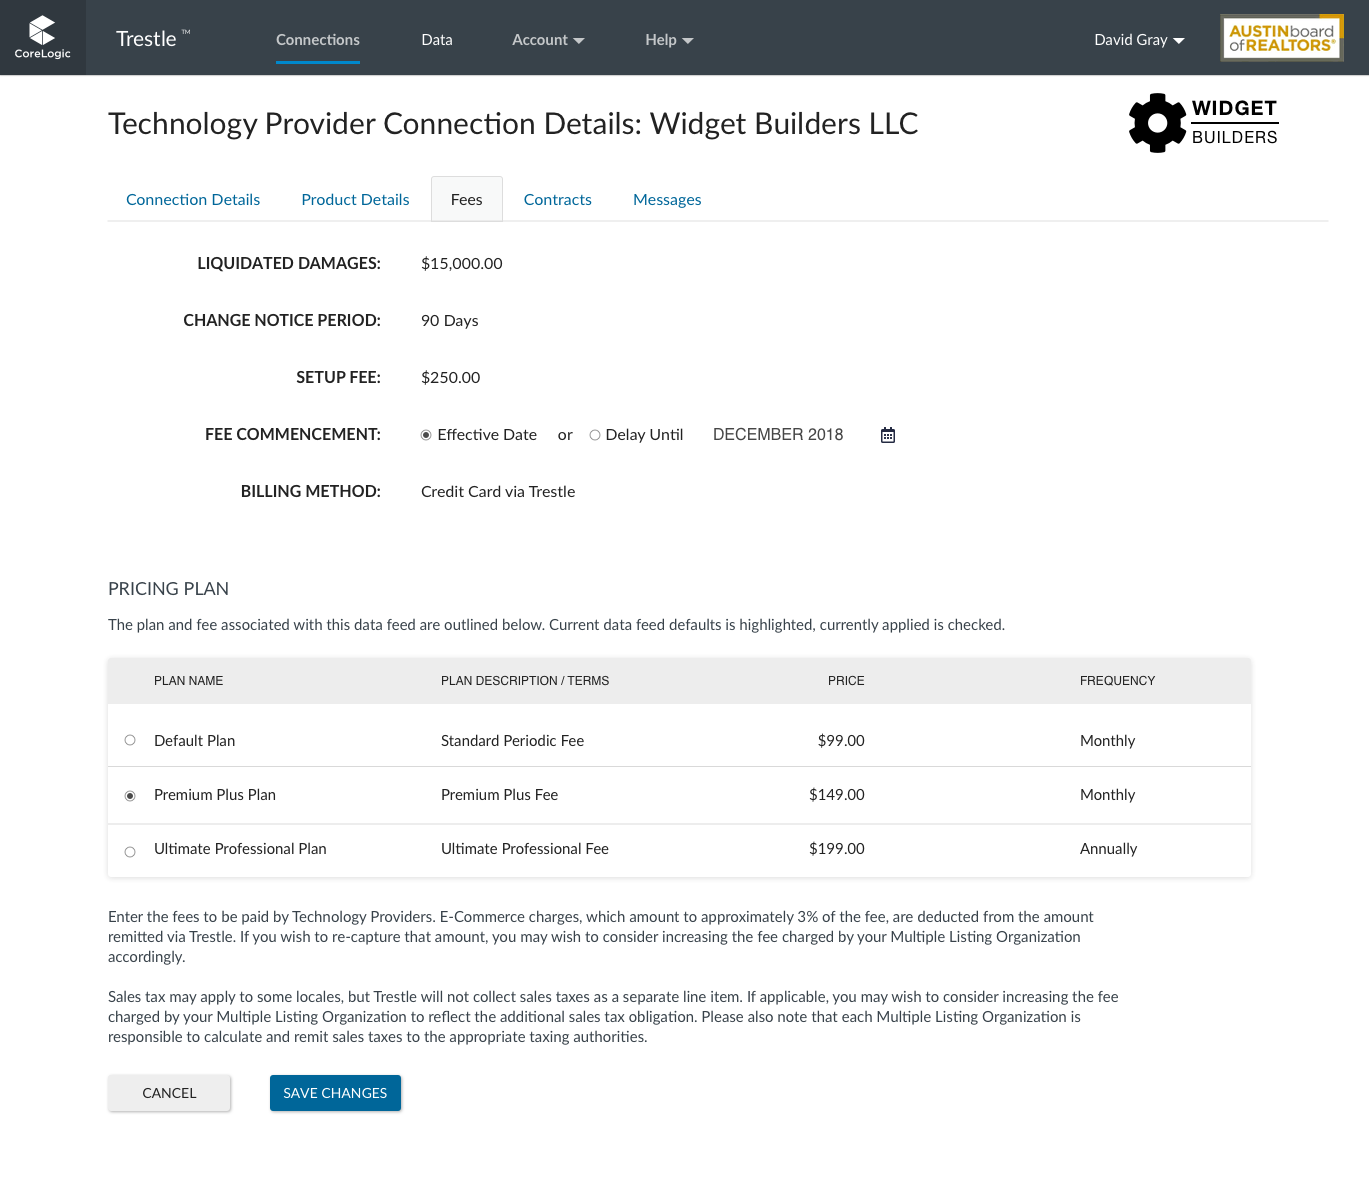 CoreLogic
Trestle ™
Connections
Data
Account
Help
David Gray
AUSTINboard
ofREALTORS®
Technology Provider Connection Details: Widget Builders LLC
WIDGET
BUILDERS
Connection Details
Product Details
Fees
Contracts
Messages
LIQUIDATED DAMAGES: $15,000.00
CHANGE NOTICE PERIOD: 90 Days
SETUP FEE: $250.00
FEE COMMENCEMENT: Effective Date or Delay Until DECEMBER 2018
BILLING METHOD: Credit Card via Trestle
PRICING PLAN
The plan and fee associated with this data feed are outlined below. Current data feed defaults is highlighted, currently applied is checked.
PLAN NAME PLAN DESCRIPTION / TERMS PRICE FREQUENCY
Default Plan Standard Periodic Fee $99.00 Monthly
Premium Plus Plan Premium Plus Fee $149.00 Monthly
Ultimate Professional Plan Ultimate Professional Fee $199.00 Annually
Enter the fees to be paid by Technology Providers. E-Commerce charges, which amount to approximately 3% of the fee, are deducted from the amount
remitted via Trestle. If you wish to re-capture that amount, you may wish to consider increasing the fee charged by your Multiple Listing Organization
accordingly.
Sales tax may apply to some locales, but Trestle will not collect sales taxes as a separate line item. If applicable, you may wish to consider increasing the fee
charged by your Multiple Listing Organization to reflect the additional sales tax obligation. Please also note that each Multiple Listing Organization is
responsible to calculate and remit sales taxes to the appropriate taxing authorities.
CANCEL
SAVE CHANGES